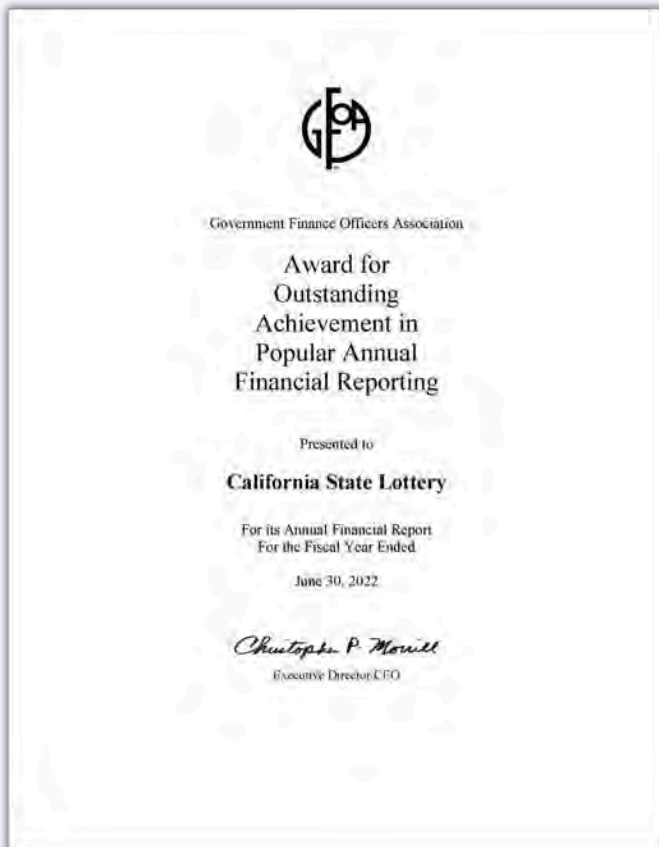 GFOA
Government Finance Officers Association
Award for
Outstanding
Achievement in
Popular Annual
Financial Reporting
Presented to
California State Lottery
For its Annual Financial Report
For the Fiscal Year Ended
June 30, 2022
Christopher P. Morrill
Executive Director/CEO